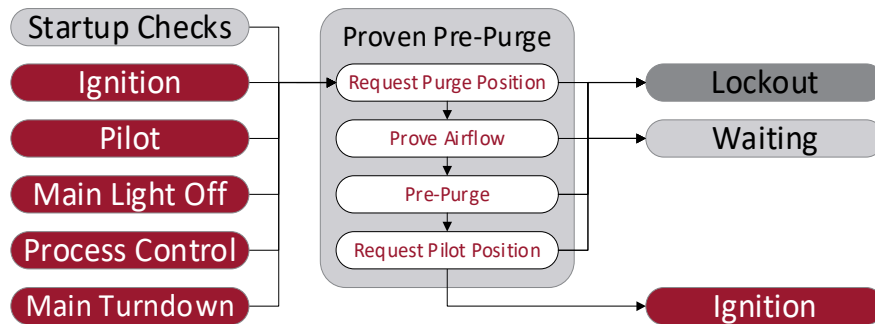 Startup Checks
Ignition
Pilot
Main Light Off
Process Control
Main Turndown
Proven Pre-Purge
Request Purge Position
Prove Airflow
Pre-Purge
Request Pilot Position
Lockout
Waiting
Ignition